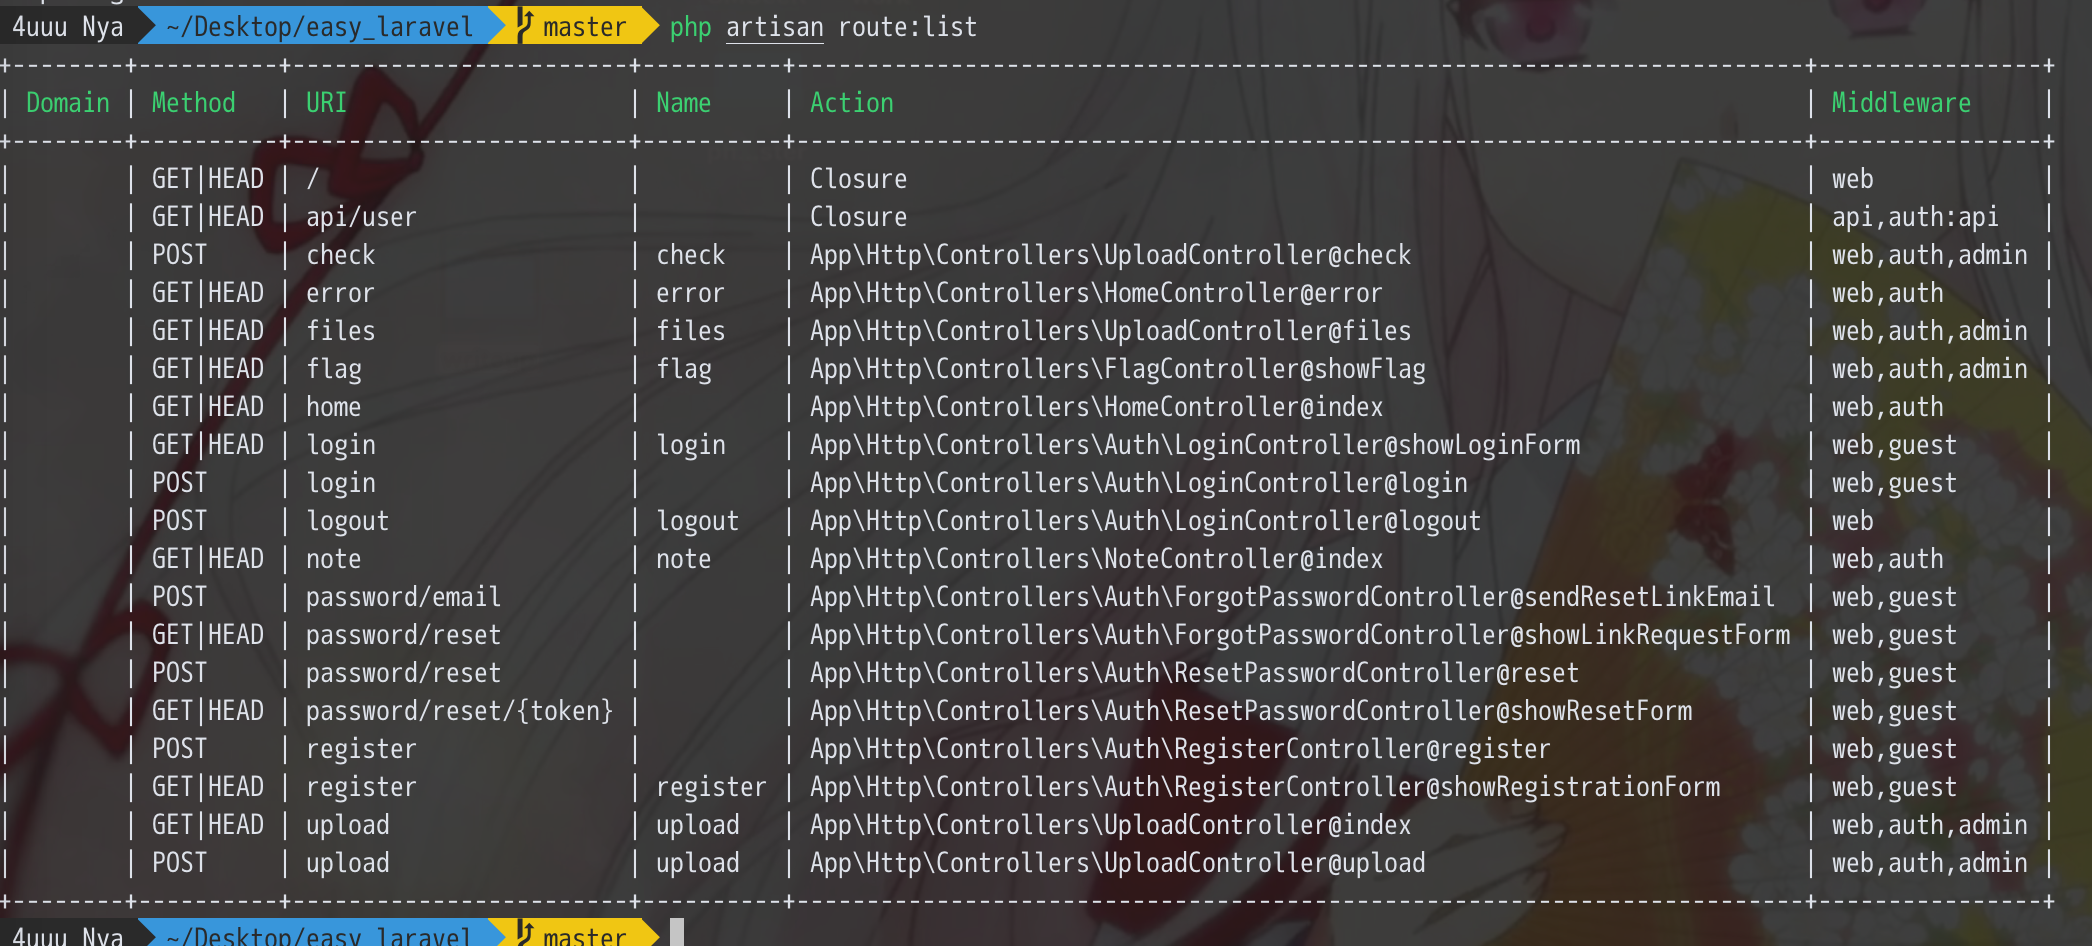 4uuu Nya ~/Desktop/easy_laravel master php artisan route:list
+--------+----------+------------------------+----------+------------------------------------------------------------------------+----------------+
| Domain | Method | URI | Name | Action | Middleware |
+--------+----------+------------------------+----------+------------------------------------------------------------------------+----------------+
| | GET|HEAD | / | | Closure | web |
| | GET|HEAD | api/user | | Closure | api,auth:api |
| | POST | check | check | App\Http\Controllers\UploadController@check | web,auth,admin |
| | GET|HEAD | error | error | App\Http\Controllers\HomeController@error | web,auth |
| | GET|HEAD | files | files | App\Http\Controllers\UploadController@files | web,auth,admin |
| | GET|HEAD | flag | flag | App\Http\Controllers\FlagController@showFlag | web,auth,admin |
| | GET|HEAD | home | | App\Http\Controllers\HomeController@index | web,auth |
| | GET|HEAD | login | login | App\Http\Controllers\Auth\LoginController@showLoginForm | web,guest |
| | POST | login | | App\Http\Controllers\Auth\LoginController@login | web,guest |
| | POST | logout | logout | App\Http\Controllers\Auth\LoginController@logout | web |
| | GET|HEAD | note | note | App\Http\Controllers\NoteController@index | web,auth |
| | POST | password/email | | App\Http\Controllers\Auth\ForgotPasswordController@sendResetLinkEmail | web,guest |
| | GET|HEAD | password/reset | | App\Http\Controllers\Auth\ForgotPasswordController@showLinkRequestForm | web,guest |
| | POST | password/reset | | App\Http\Controllers\Auth\ResetPasswordController@reset | web,guest |
| | GET|HEAD | password/reset/{token} | | App\Http\Controllers\Auth\ResetPasswordController@showResetForm | web,guest |
| | POST | register | | App\Http\Controllers\Auth\RegisterController@register | web,guest |
| | GET|HEAD | register | register | App\Http\Controllers\Auth\RegisterController@showRegistrationForm | web,guest |
| | GET|HEAD | upload | upload | App\Http\Controllers\UploadController@index | web,auth,admin |
| | POST | upload | upload | App\Http\Controllers\UploadController@upload | web,auth,admin |
+--------+----------+------------------------+----------+------------------------------------------------------------------------+----------------+
4uuu Nya ~/Desktop/easy_laravel master